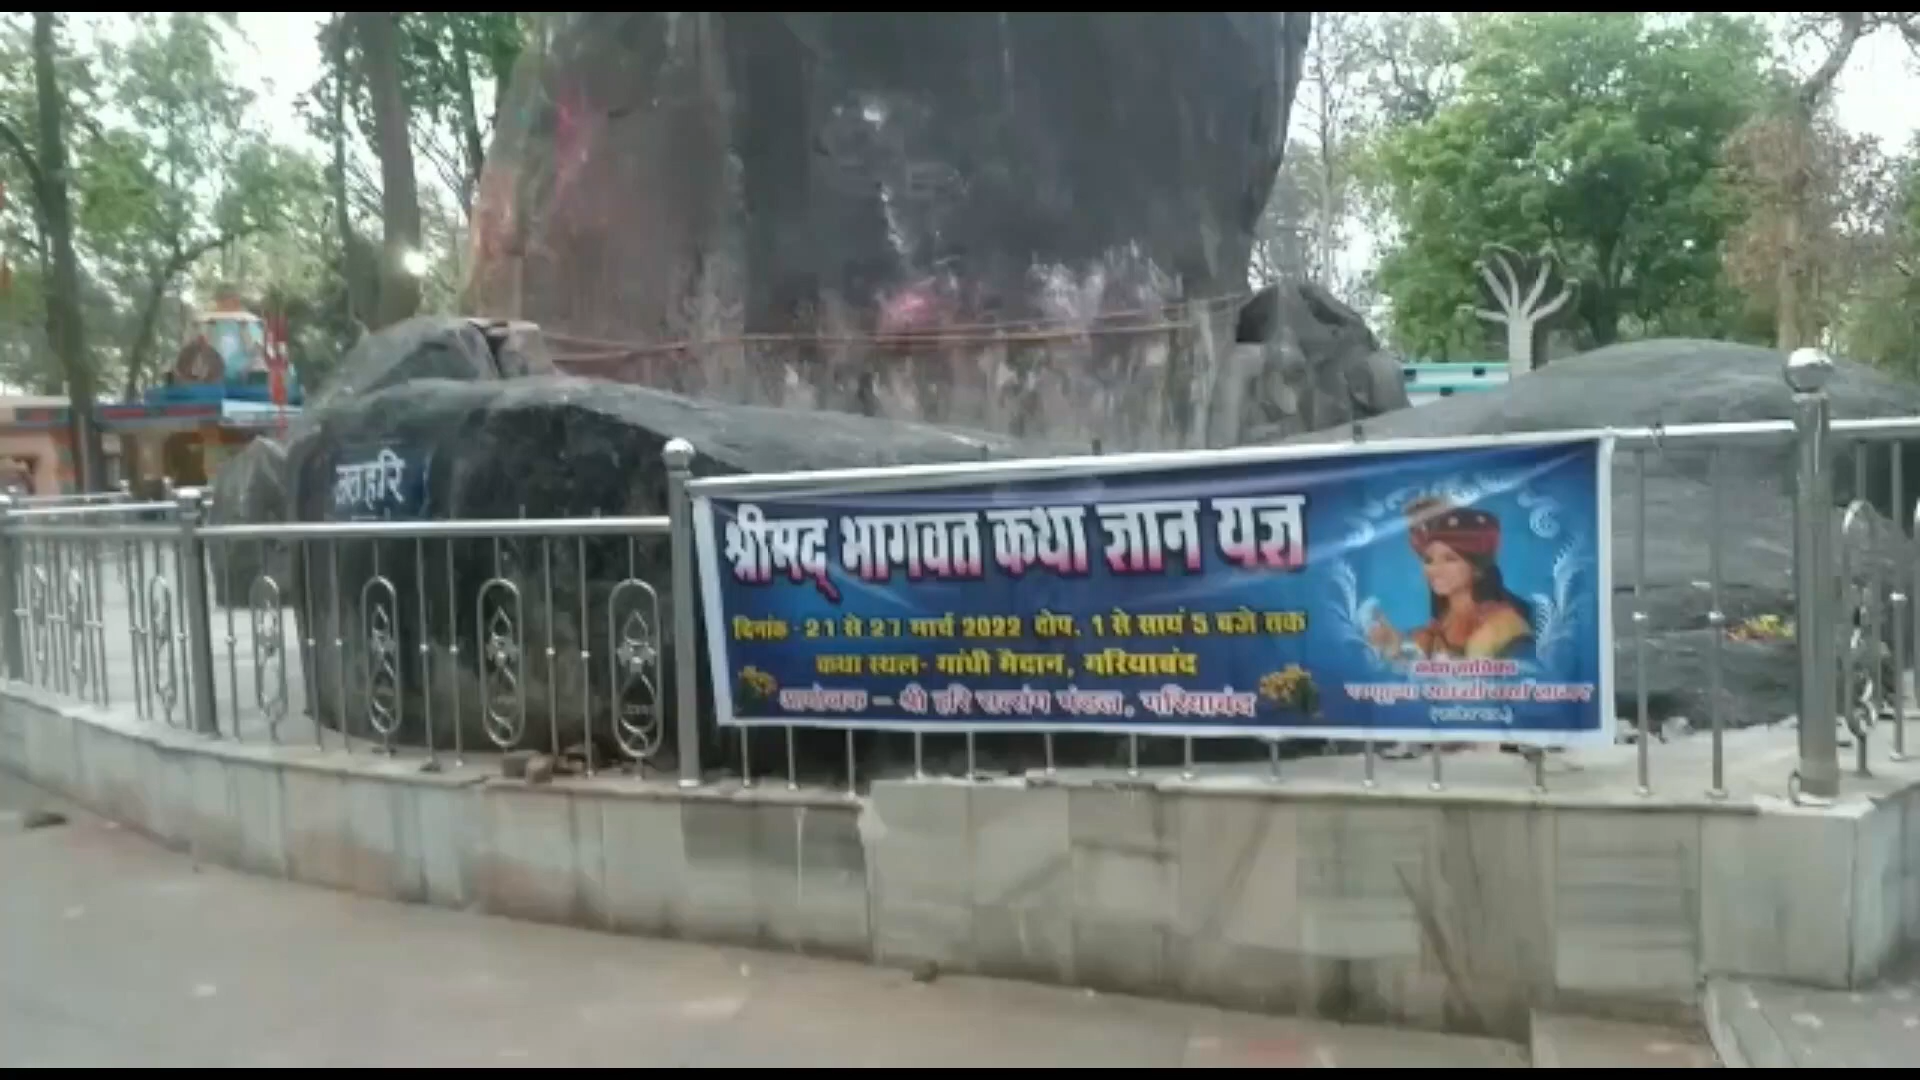 जलहरि
श्रीमद् भागवत कथा ज्ञान यज्ञ
दिनांक - 21 से 27 मार्च 2022 दोप. 1 से सायं 5 बजे तक
कथा स्थल- गांधी मैदान, गरियाबंद
आयोजक - श्री हरि सत्संग मंडल, गरियाबंद